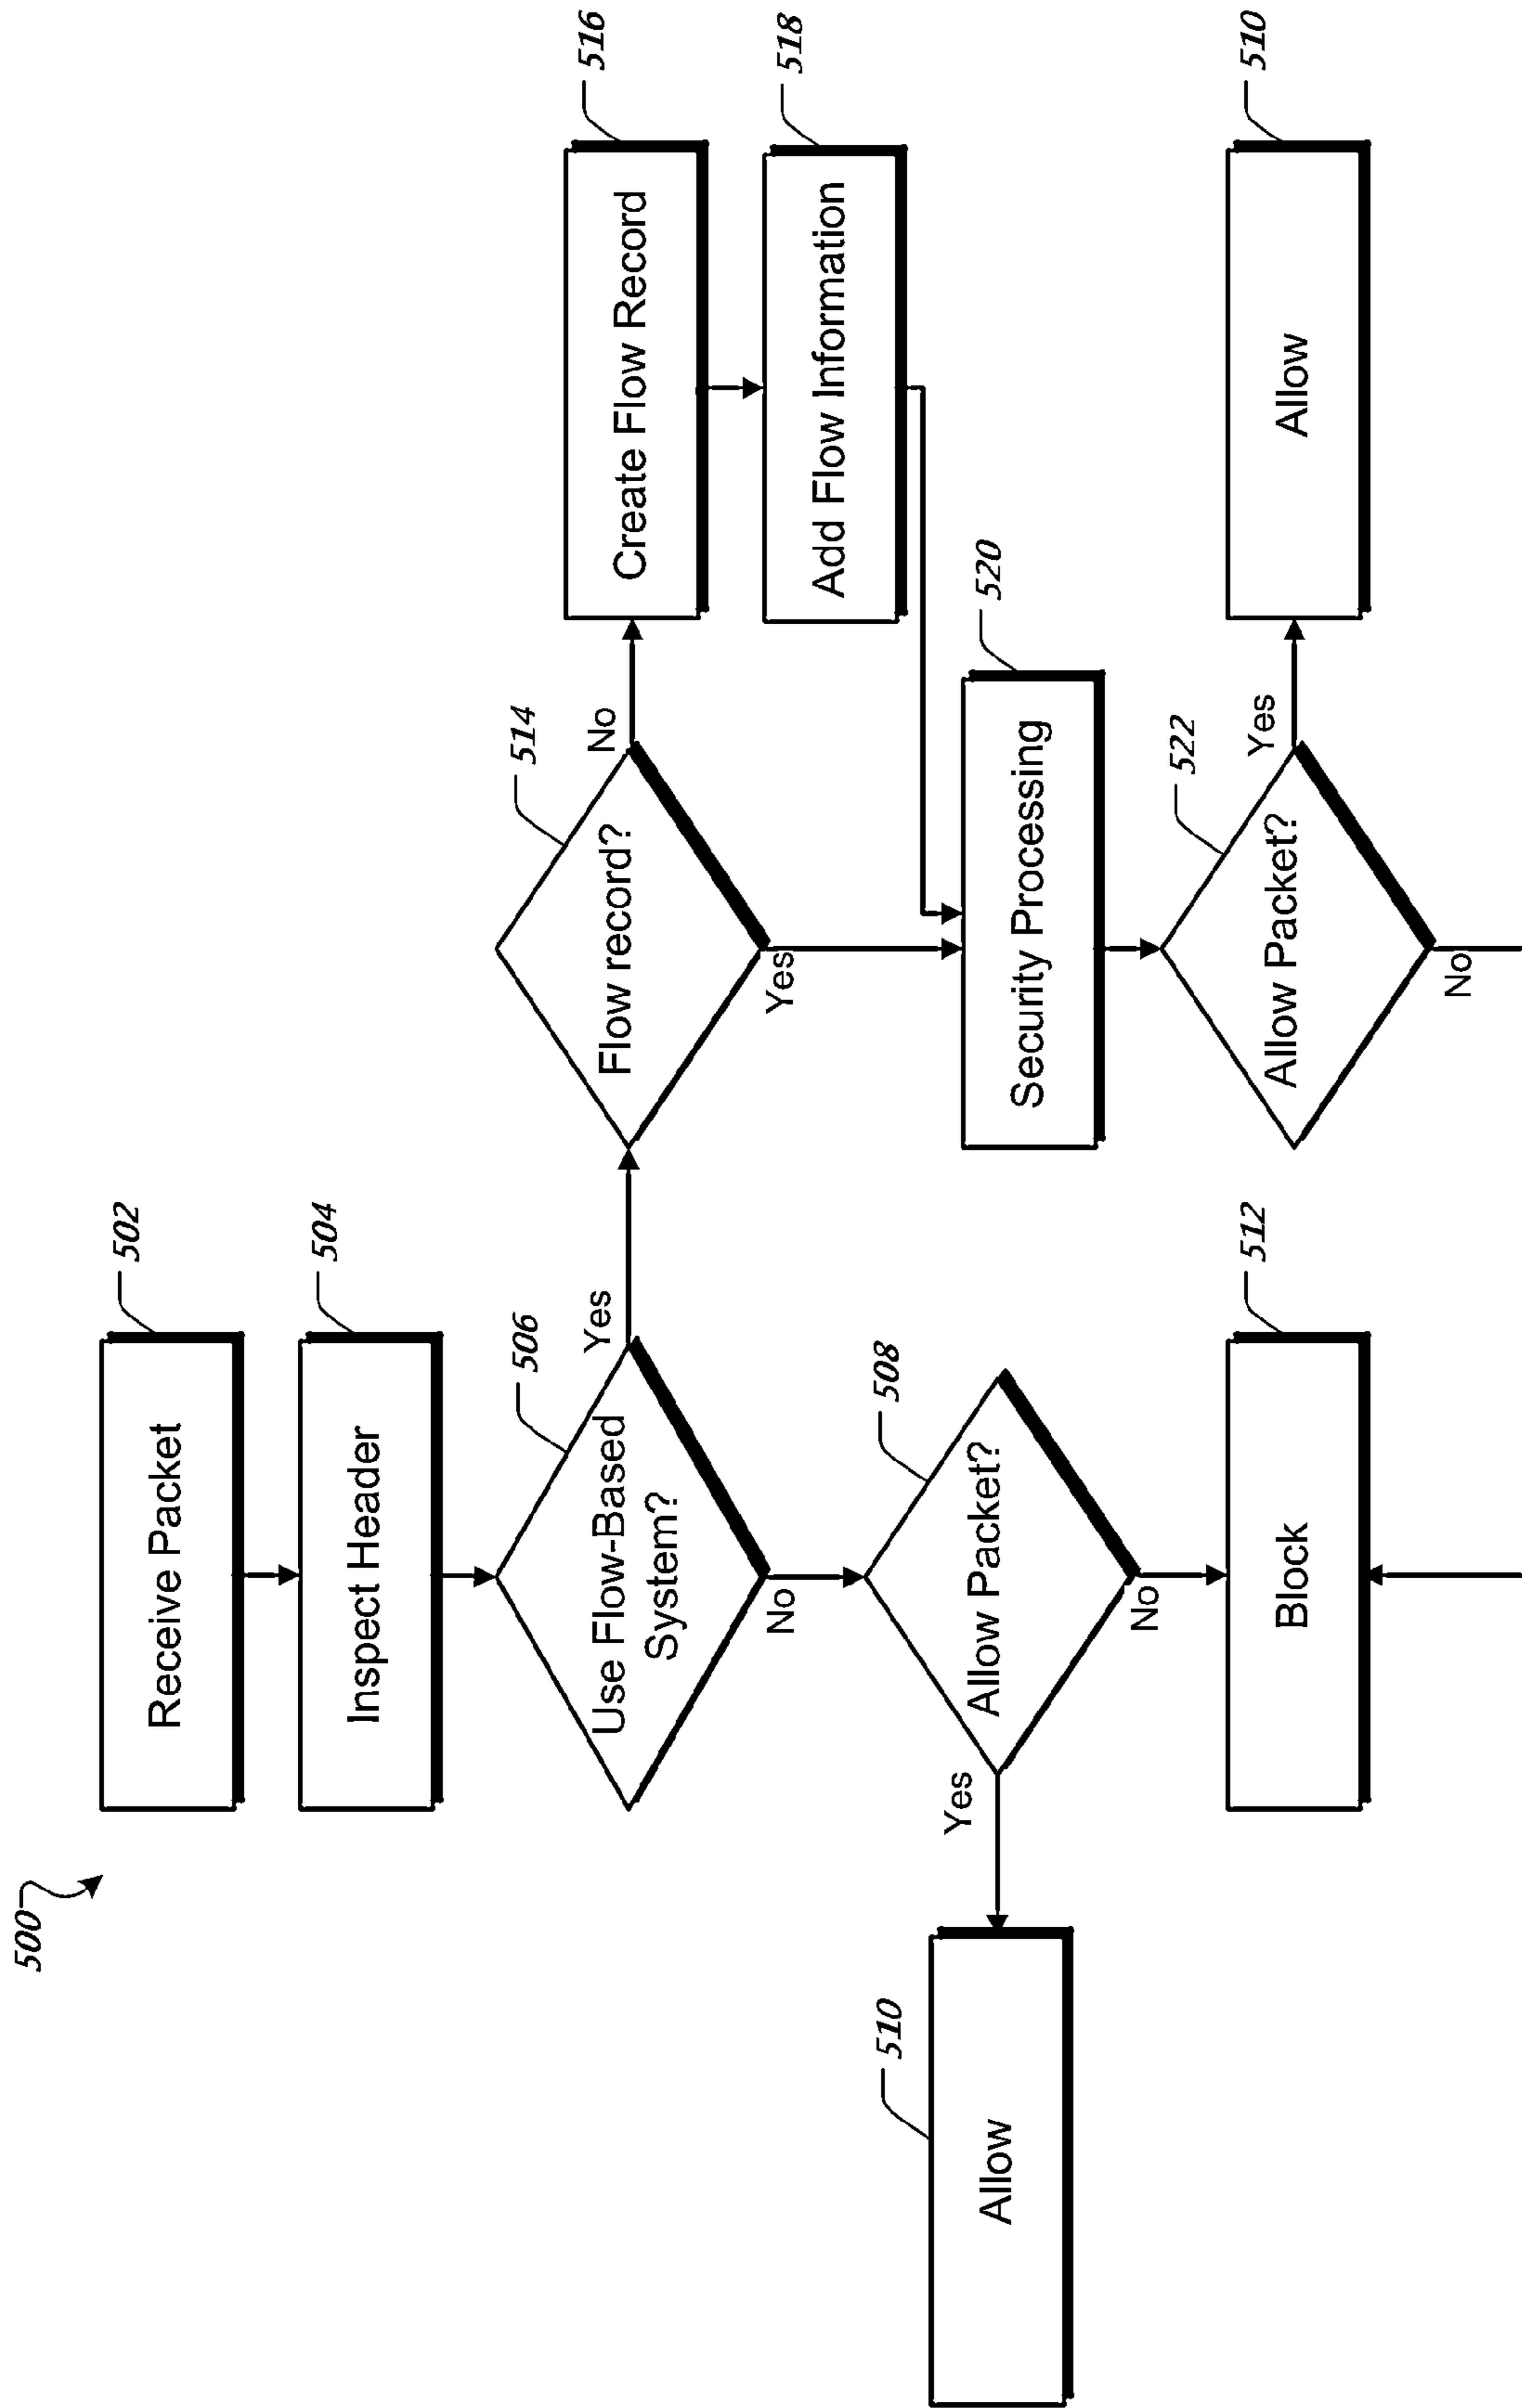 500
Receive Packet
502
Inspect Header
504
Use Flow-Based
System?
506
Yes
No
Flow record?
514
No
Yes
Create Flow Record
516
Add Flow Information
518
Allow Packet?
508
Yes
No
Allow
510
Security Processing
520
Allow Packet?
522
Yes
No
Block
512
Allow
510